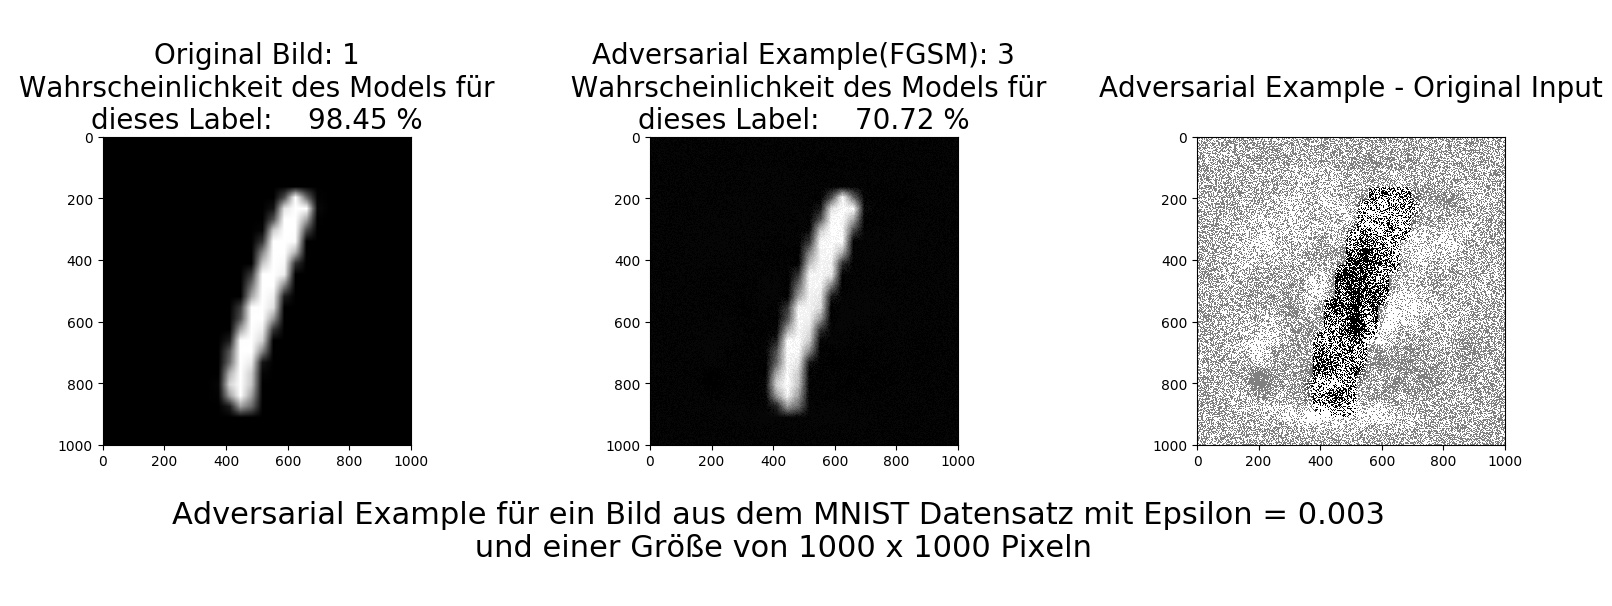 Original Bild: 1
Wahrscheinlichkeit des Models für
dieses Label: 98.45 %
Adversarial Example(FGSM): 3
Wahrscheinlichkeit des Models für
dieses Label: 70.72 %
Adversarial Example - Original Input
0
200
400
600
800
1000
0 200 400 600 800 1000
0
200
400
600
800
1000
0 200 400 600 800 1000
0
200
400
600
800
1000
0 200 400 600 800 1000
Adversarial Example für ein Bild aus dem MNIST Datensatz mit Epsilon = 0.003
und einer Größe von 1000 x 1000 Pixeln